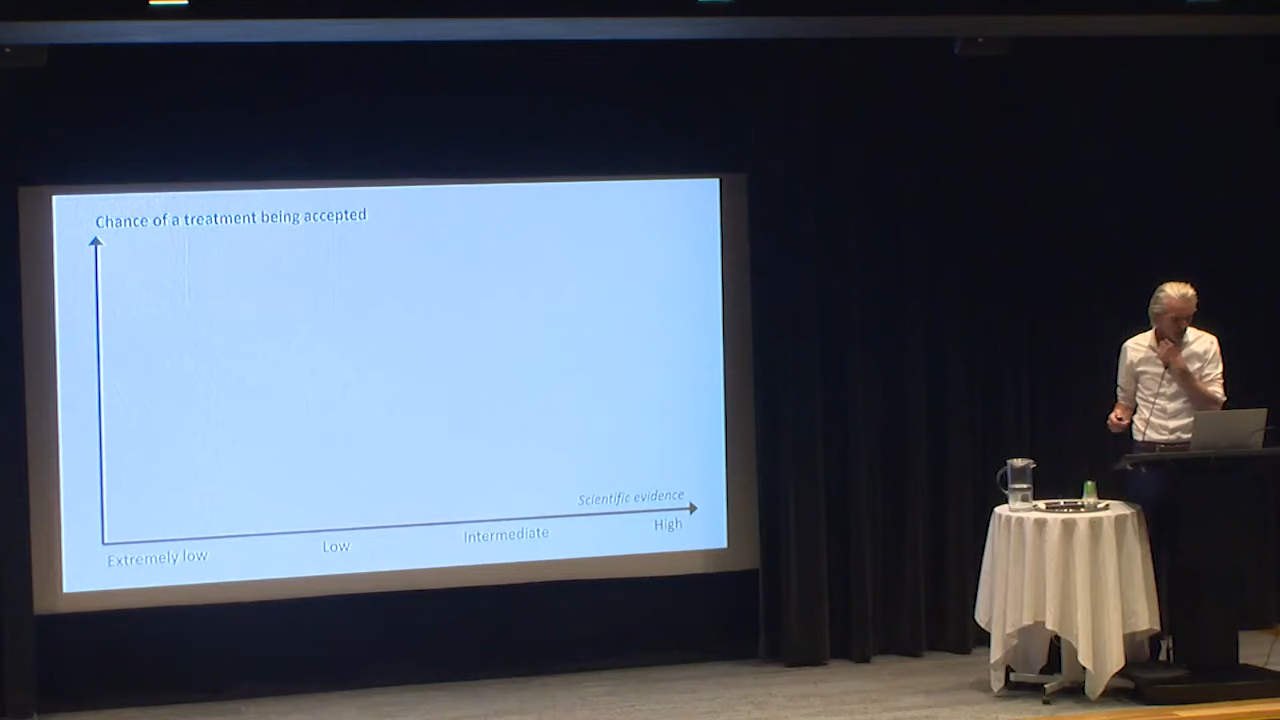 Chance of a treatment being accepted
Scientific evidence
Extremely low
Low
Intermediate
High